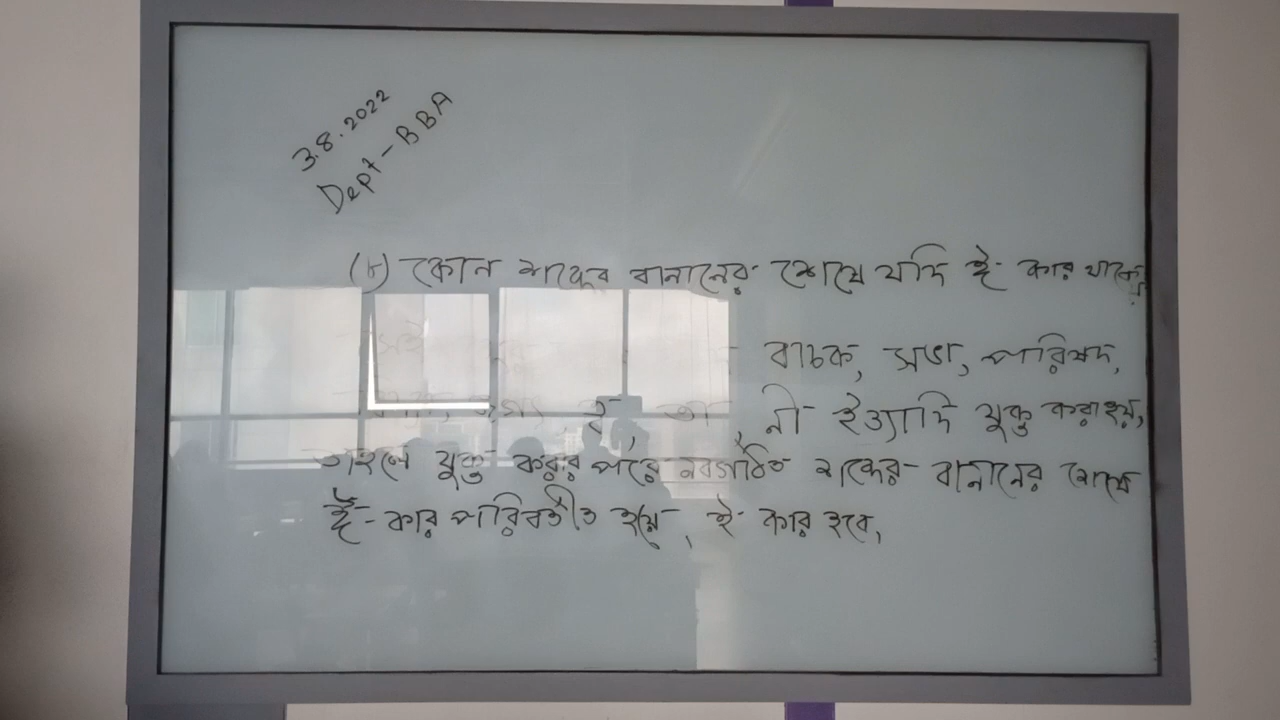 3.8.2022
Dept - BBA
(৮) কোন শব্দের বানানের শেষে যদি ঈ- কার থাকে
বাচক, সভা, পরিষদ,
, তা, নী ইত্যাদি যুক্ত করা হয়,
তাহলে যুক্ত করার পরে নবগঠিত শব্দের বানানের শেষে
ঈ-কার পরিবর্তীত হয়ে, ই- কার হবে,